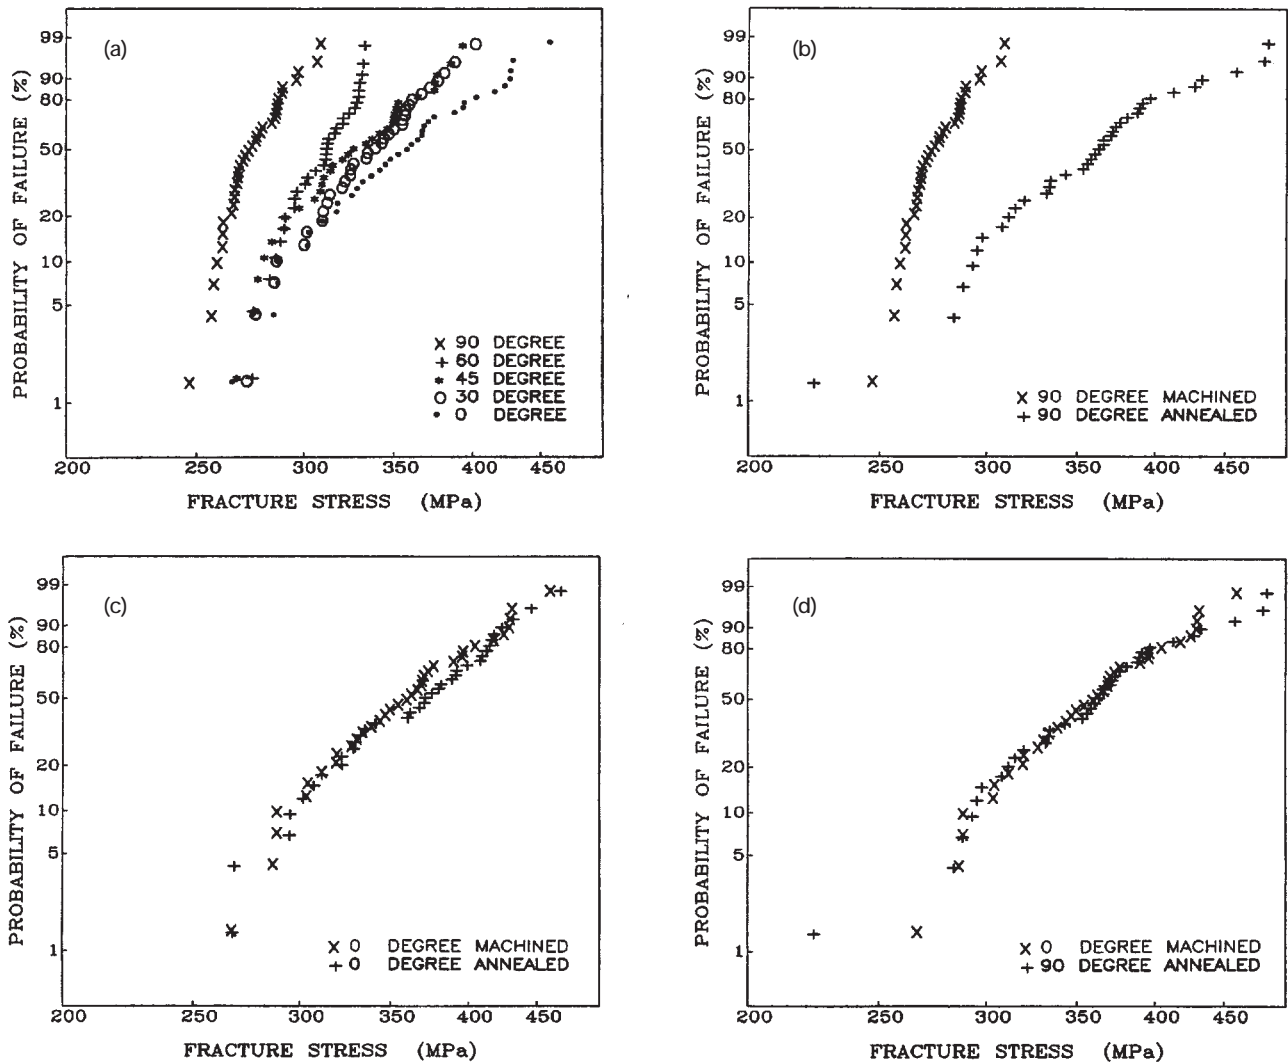 (a)
PROBABILITY OF FAILURE (%)
99
90
80
50
20
10
5
1
× 90 DEGREE
+ 60 DEGREE
* 45 DEGREE
○ 30 DEGREE
• 0 DEGREE
200 250 300 350 400 450
FRACTURE STRESS (MPa)
(b)
PROBABILITY OF FAILURE (%)
99
90
80
50
20
10
5
1
× 90 DEGREE MACHINED
+ 90 DEGREE ANNEALED
200 250 300 350 400 450
FRACTURE STRESS (MPa)
(c)
PROBABILITY OF FAILURE (%)
99
90
80
50
20
10
5
1
× 0 DEGREE MACHINED
+ 0 DEGREE ANNEALED
200 250 300 350 400 450
FRACTURE STRESS (MPa)
(d)
PROBABILITY OF FAILURE (%)
99
90
80
50
20
10
5
1
× 0 DEGREE MACHINED
+ 90 DEGREE ANNEALED
200 250 300 350 400 450
FRACTURE STRESS (MPa)